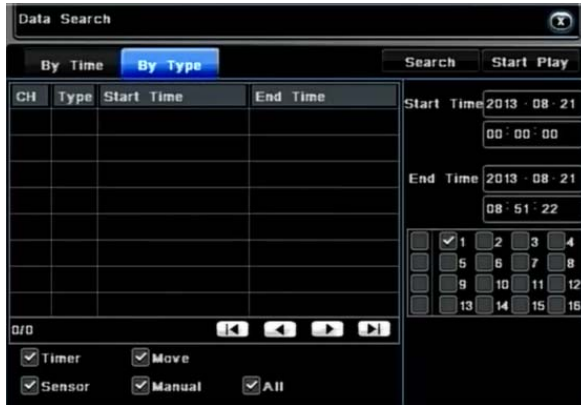 Data Search
X
By Time By Type Search Start Play
CH Type Start Time End Time
Start Time 2013 - 08 - 21
00 : 00 : 00
End Time 2013 - 08 - 21
08 : 51 : 22
1 2 3 4
5 6 7 8
9 10 11 12
13 14 15 16
0/0
Timer Move
Sensor Manual All